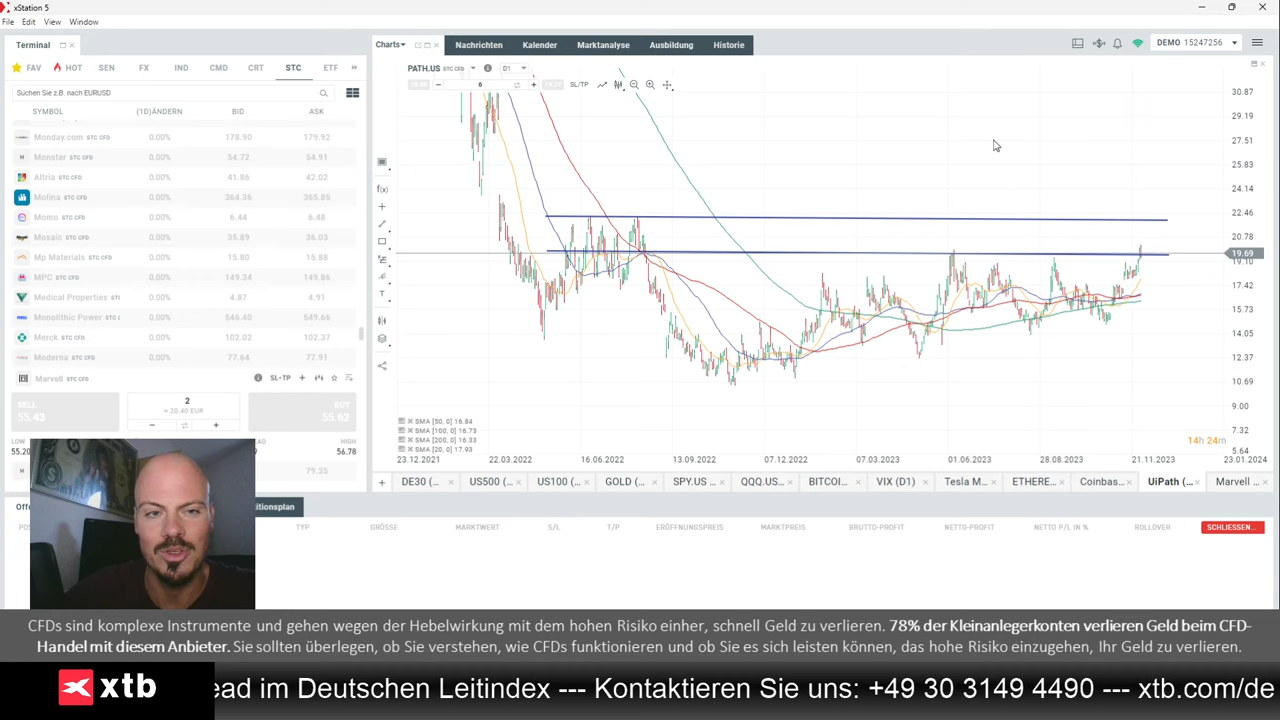 xStation 5
File Edit View Window
DEMO 15247256
Terminal
FAV HOT SEN FX IND CMD CRT STC ETF
Suchen Sie z.B. nach EURUSD
SYMBOL (1D)ÄNDERN BID ASK
Monday.com STC CFD 0.00% 178.90 179.92
Monster STC CFD 0.00% 54.72 54.91
Altria STC CFD 0.00% 41.86 42.02
Molina STC CFD 0.00% 364.36 365.85
Momo STC CFD 0.00% 6.44 6.48
Mosaic STC CFD 0.00% 35.89 36.03
Mp Materials STC CFD 0.00% 15.80 15.88
MPC STC CFD 0.00% 149.34 149.86
Medical Properties 0.00% 4.87 4.91
Monolithic Power 0.00% 546.40 549.66
Merck STC CFD 0.00% 102.02 102.37
Moderna STC CFD 0.00% 77.64 77.91
Marvell STC CFD SL+TP
SELL 2 BUY
55.43 ≈ 20.40 EUR 55.62
LOW HIGH
55.20 56.78
79.35
Charts Nachrichten Kalender Marktanalyse Ausbildung Historie
PATH.US STC CFD D1
6 SL/TP
30.87
29.19
27.51
25.83
24.14
22.46
20.78
19.69
19.10
17.42
15.73
14.05
12.37
10.69
9.00
7.32
5.64
SMA [50, 0] 16.84
SMA [100, 0] 16.73
SMA [200, 0] 16.33
SMA [20, 0] 17.93
14h 24m
23.12.2021 22.03.2022 16.06.2022 13.09.2022 07.12.2022 07.03.2023 01.06.2023 28.08.2023 21.11.2023 23.01.2024
DE30 (... US500 (... US100 (... GOLD (... SPY.US ... QQQ.US... BITCOI... VIX (D1) Tesla M... ETHERE... Coinbas... UiPath (... Marvell ...
TYP GRÖSSE MARKTWERT S/L T/P ERÖFFNUNGSPREIS MARKTPREIS BRUTTO-PROFIT NETTO-PROFIT NETTO P/L IN % ROLLOVER SCHLIESSEN...
CFDs sind komplexe Instrumente und gehen wegen der Hebelwirkung mit dem hohen Risiko einher, schnell Geld zu verlieren. 78% der Kleinanlegerkonten verlieren Geld beim CFD-
Handel mit diesem Anbieter. Sie sollten überlegen, ob Sie verstehen, wie CFDs funktionieren und ob Sie es sich leisten können, das hohe Risiko einzugehen, Ihr Geld zu verlieren.
xtb ead im Deutschen Leitindex --- Kontaktieren Sie uns: +49 30 3149 4490 --- xtb.com/de